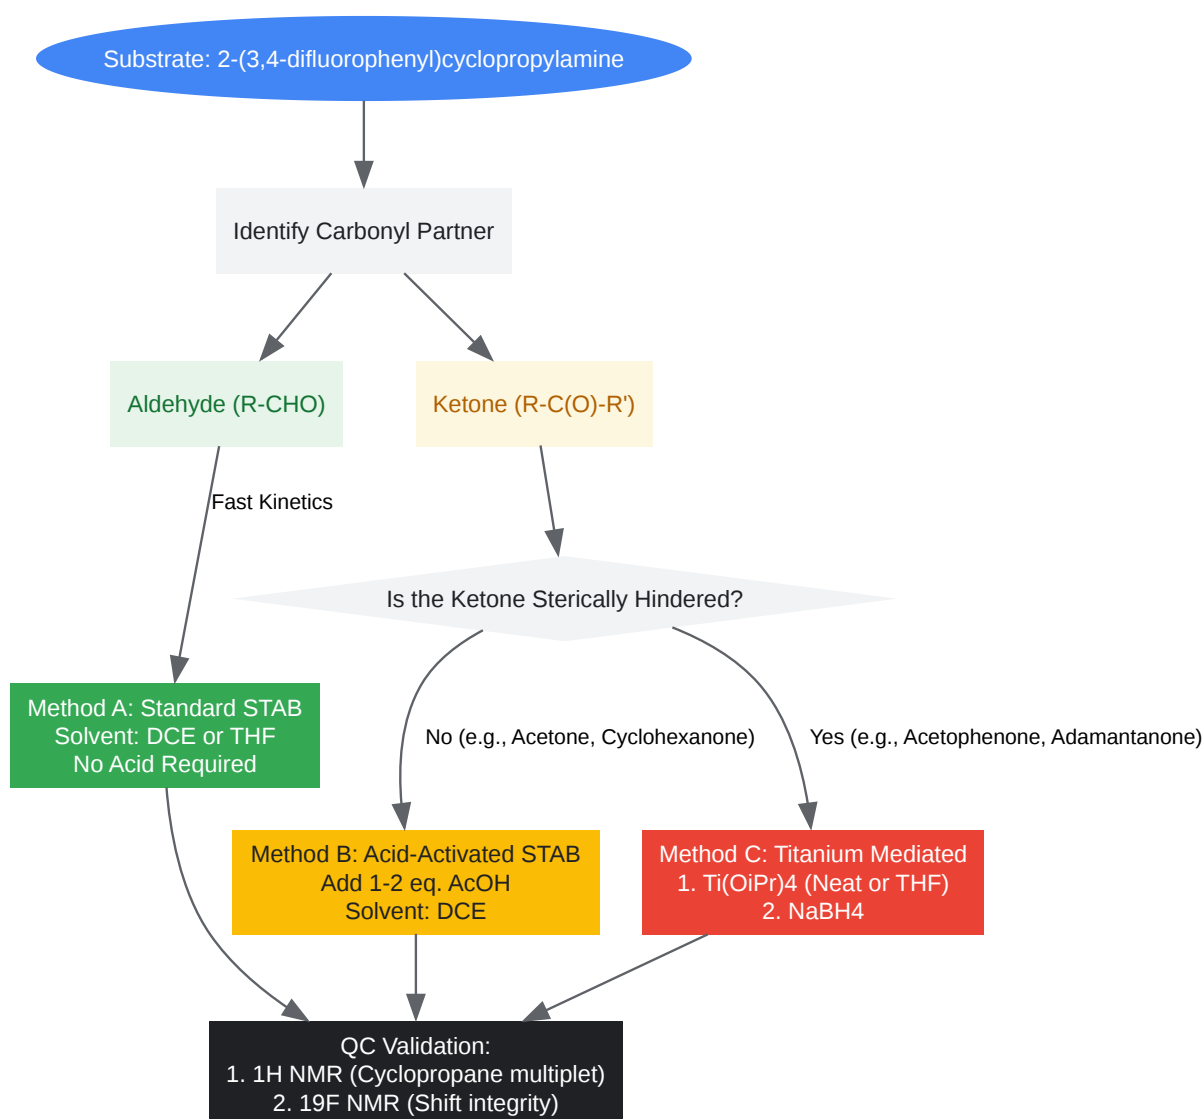 Substrate: 2-(3,4-difluorophenyl)cyclopropylamine
Identify Carbonyl Partner
Aldehyde (R-CHO)
Ketone (R-C(O)-R')
Fast Kinetics
Is the Ketone Sterically Hindered?
Method A: Standard STAB
Solvent: DCE or THF
No Acid Required
No (e.g., Acetone, Cyclohexanone)
Yes (e.g., Acetophenone, Adamantanone)
Method B: Acid-Activated STAB
Add 1-2 eq. AcOH
Solvent: DCE
Method C: Titanium Mediated
1. Ti(OiPr)4 (Neat or THF)
2. NaBH4
QC Validation:
1. 1H NMR (Cyclopropane multiplet)
2. 19F NMR (Shift integrity)